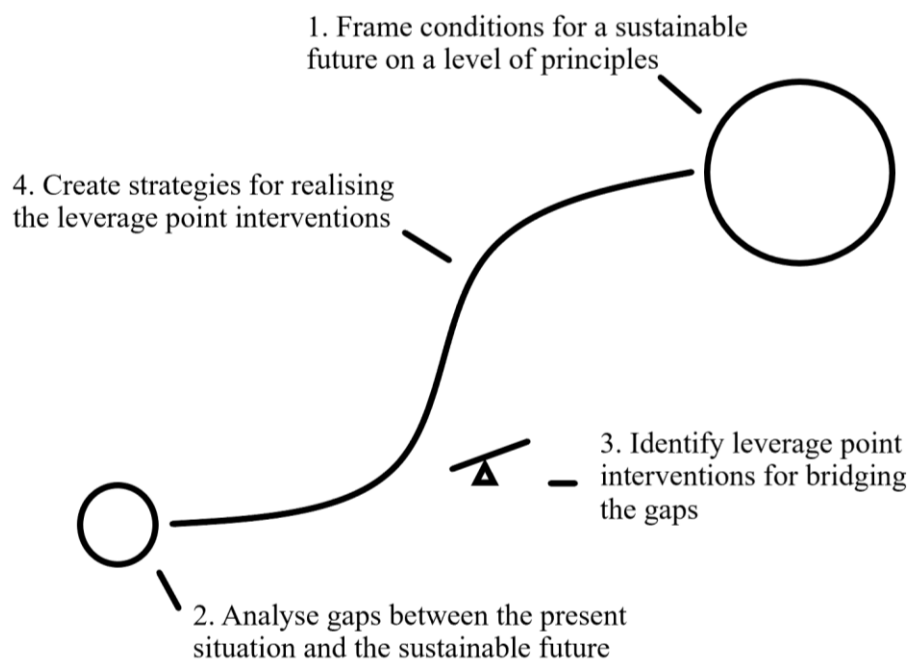 1. Frame conditions for a sustainable
future on a level of principles
4. Create strategies for realising
the leverage point interventions
3. Identify leverage point
interventions for bridging
the gaps
2. Analyse gaps between the present
situation and the sustainable future